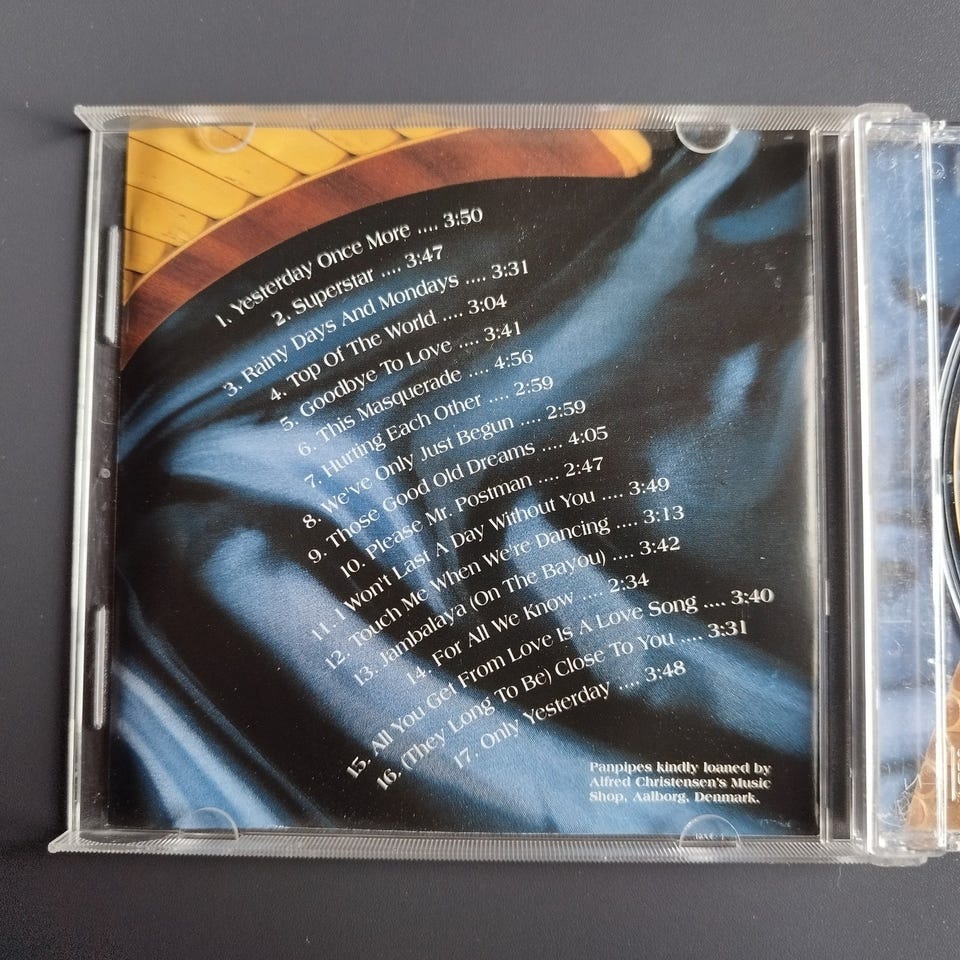 1. Yesterday Once More .... 3:50
2. Superstar .... 3:47
3. Rainy Days And Mondays .... 3:31
4. Top Of The World .... 3:04
5. Goodbye To Love .... 3:41
6. This Masquerade .... 4:56
7. Hurting Each Other .... 2:59
8. We've Only Just Begun .... 2:59
9. Those Good Old Dreams .... 4:05
10. Please Mr. Postman .... 2:47
11. I Won't Last A Day Without You .... 3:49
12. Touch Me When We're Dancing .... 3:13
13. Jambalaya (On The Bayou) .... 3:42
14. For All We Know .... 2:34
15. All You Get From Love Is A Love Song .... 3:40
16. (They Long To Be) Close To You .... 3:31
17. Only Yesterday .... 3:48
Panpipes kindly loaned by
Alfred Christensen's Music
Shop, Aalborg, Denmark.